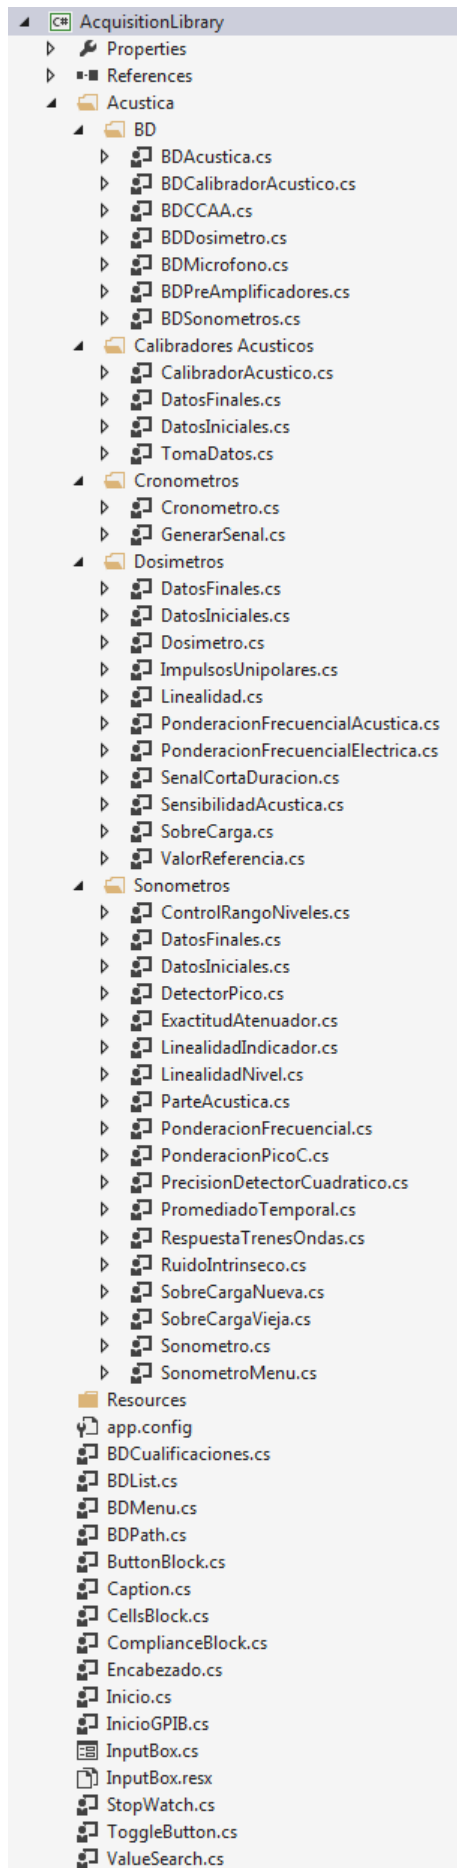 C# AcquisitionLibrary
Properties
References
Acustica
BD
BDAcustica.cs
BDCalibradorAcustico.cs
BDCCAA.cs
BDDosimetro.cs
BDMicrofono.cs
BDPreAmplificadores.cs
BDSonometros.cs
Calibradores Acusticos
CalibradorAcustico.cs
DatosFinales.cs
DatosIniciales.cs
TomaDatos.cs
Cronometros
Cronometro.cs
GenerarSenal.cs
Dosimetros
DatosFinales.cs
DatosIniciales.cs
Dosimetro.cs
ImpulsosUnipolares.cs
Linealidad.cs
PonderacionFrecuencialAcustica.cs
PonderacionFrecuencialElectrica.cs
SenalCortaDuracion.cs
SensibilidadAcustica.cs
SobreCarga.cs
ValorReferencia.cs
Sonometros
ControlRangoNiveles.cs
DatosFinales.cs
DatosIniciales.cs
DetectorPico.cs
ExactitudAtenuador.cs
LinealidadIndicador.cs
LinealidadNivel.cs
ParteAcustica.cs
PonderacionFrecuencial.cs
PonderacionPicoC.cs
PrecisionDetectorCuadratico.cs
PromediadoTemporal.cs
RespuestaTrenesOndas.cs
RuidoIntrinseco.cs
SobreCargaNueva.cs
SobreCargaVieja.cs
Sonometro.cs
SonometroMenu.cs
Resources
app.config
BDCualificaciones.cs
BDList.cs
BDMenu.cs
BDPath.cs
ButtonBlock.cs
Caption.cs
CellsBlock.cs
ComplianceBlock.cs
Encabezado.cs
Inicio.cs
InicioGPIB.cs
InputBox.cs
InputBox.resx
StopWatch.cs
ToggleButton.cs
ValueSearch.cs